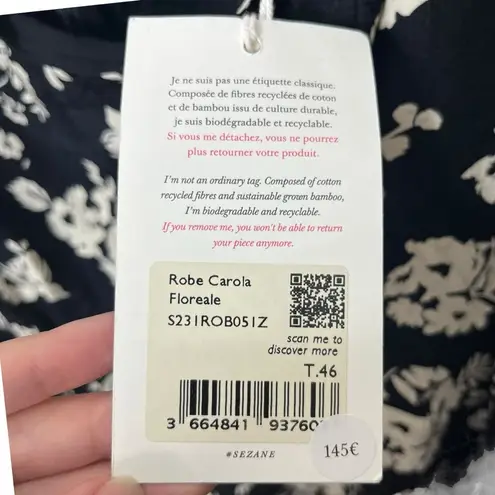 Je ne suis pas une étiquette classique.
Composée de fibres recyclées de coton
et de bambou issu de culture durable,
je suis biodégradable et recyclable.
Si vous me détachez, vous ne pourrez
plus retourner votre produit.
I'm not an ordinary tag. Composed of cotton
recycled fibres and sustainable grown bamboo,
I'm biodegradable and recyclable.
If you remove me, you won't be able to return
your piece anymore.
Robe Carola
Floreale
S231ROB051Z
scan me to
discover more
T.46
3 664841
#SEZANE
145€